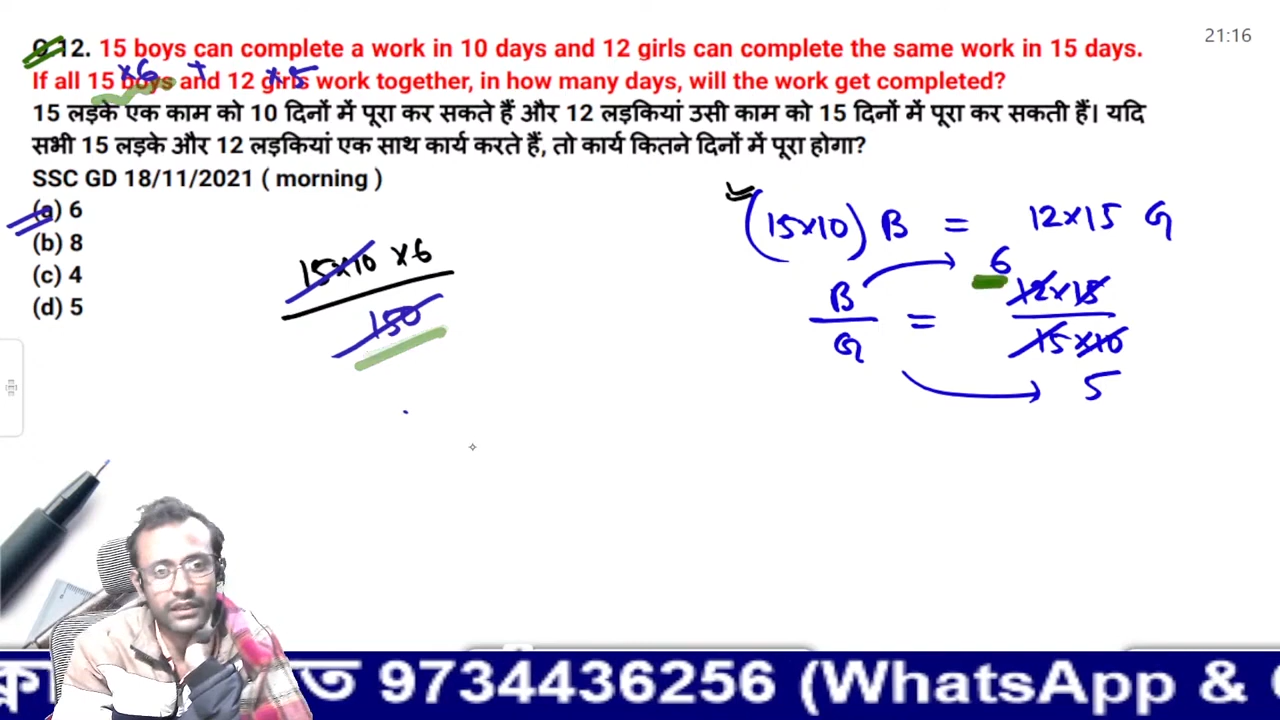 21:16
Q.12. 15 boys can complete a work in 10 days and 12 girls can complete the same work in 15 days.
×6 + ×5
If all 15 boys and 12 girls work together, in how many days, will the work get completed?
15 लड़के एक काम को 10 दिनों में पूरा कर सकते हैं और 12 लड़कियां उसी काम को 15 दिनों में पूरा कर सकती हैं। यदि
सभी 15 लड़के और 12 लड़कियां एक साथ कार्य करते हैं, तो कार्य कितने दिनों में पूरा होगा?
SSC GD 18/11/2021 ( morning )
(a) 6
(b) 8
(c) 4
(d) 5
15×10 ×6
150
(15×10) B = 12×15 G
6
B 12×15
=
G 15×10
5
9734436256 (WhatsApp &